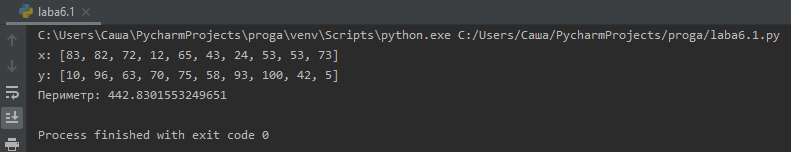 laba6.1
C:\Users\Саша\PycharmProjects\proga\venv\Scripts\python.exe C:/Users/Саша/PycharmProjects/proga/laba6.1.py
x: [83, 82, 72, 12, 65, 43, 24, 53, 53, 73]
y: [10, 96, 63, 70, 75, 58, 93, 100, 42, 5]
Периметр: 442.8301553249651
Process finished with exit code 0